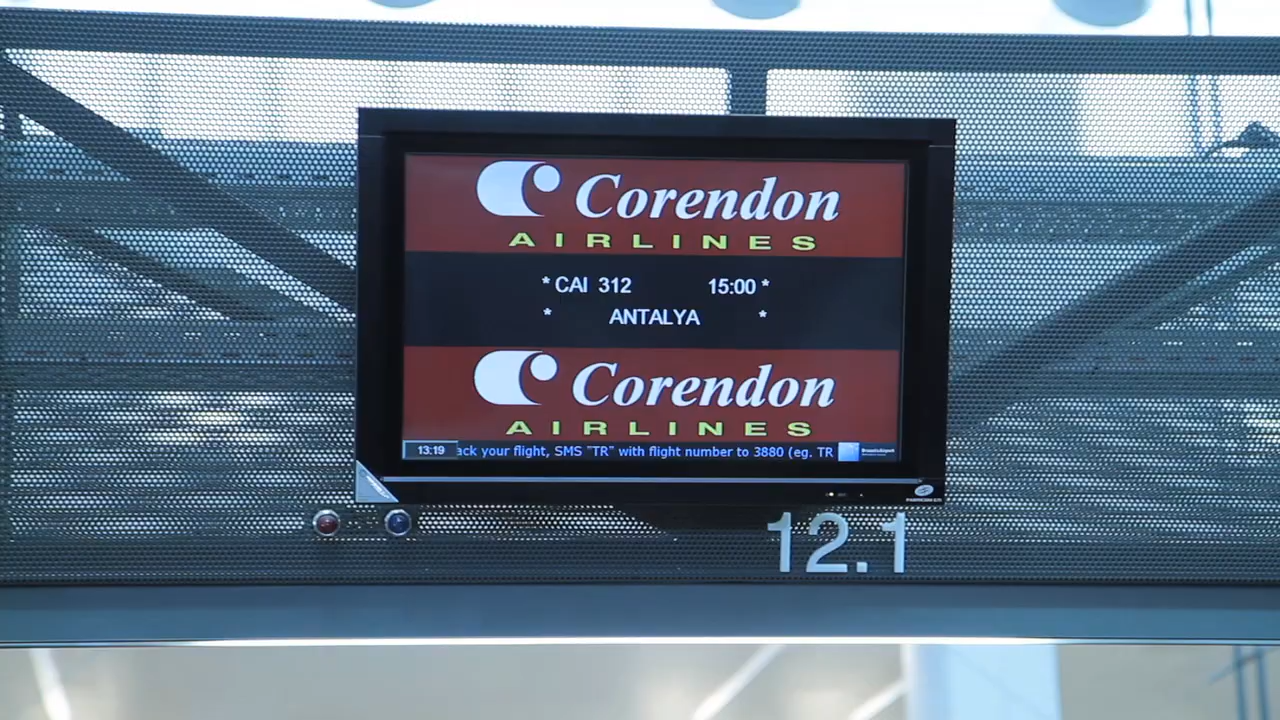 Corendon
AIRLINES
* CAI 312 15:00 *
* ANTALYA *
Corendon
AIRLINES
13:19 ack your flight, SMS "TR" with flight number to 3880 (eg. TR
12.1